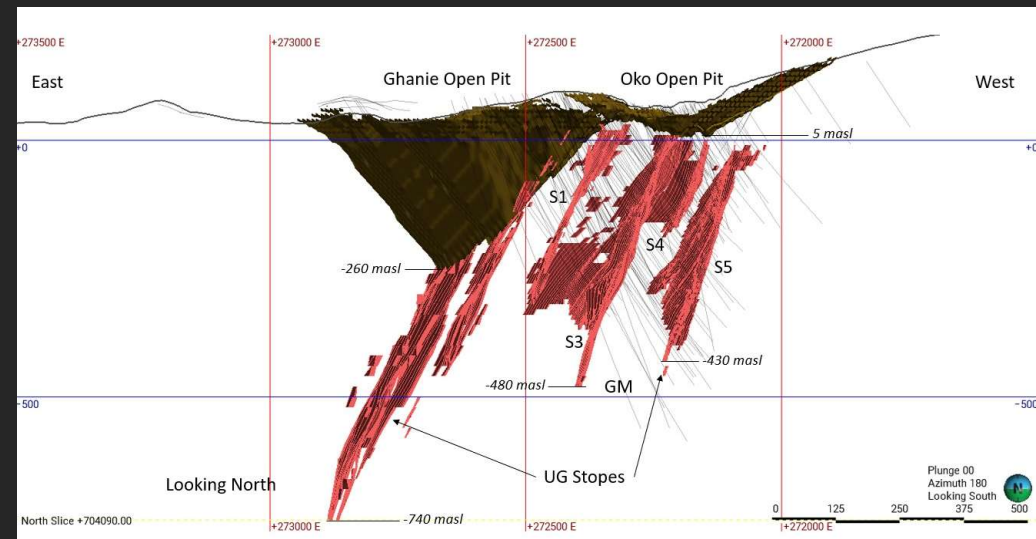 +273500 E
+273000 E
+272500 E
+272000 E
East
Ghanie Open Pit
Oko Open Pit
West
5 masl
+0
+0
S1
S4
S5
-260 masl
S3
-430 masl
-480 masl
GM
-500
-500
UG Stopes
Looking North
Plunge 00
Azimuth 180
Looking South
N
0 125 250 375 500
North Slice +704090.00
+273000 E
-740 masl
+272500 E
+272000 E